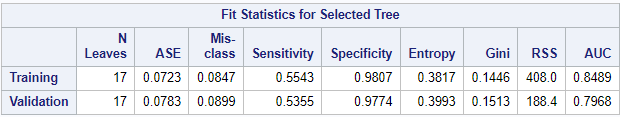 Fit Statistics for Selected Tree
N Leaves ASE Mis-class Sensitivity Specificity Entropy Gini RSS AUC
Training 17 0.0723 0.0847 0.5543 0.9807 0.3817 0.1446 408.0 0.8489
Validation 17 0.0783 0.0899 0.5355 0.9774 0.3993 0.1513 188.4 0.7968